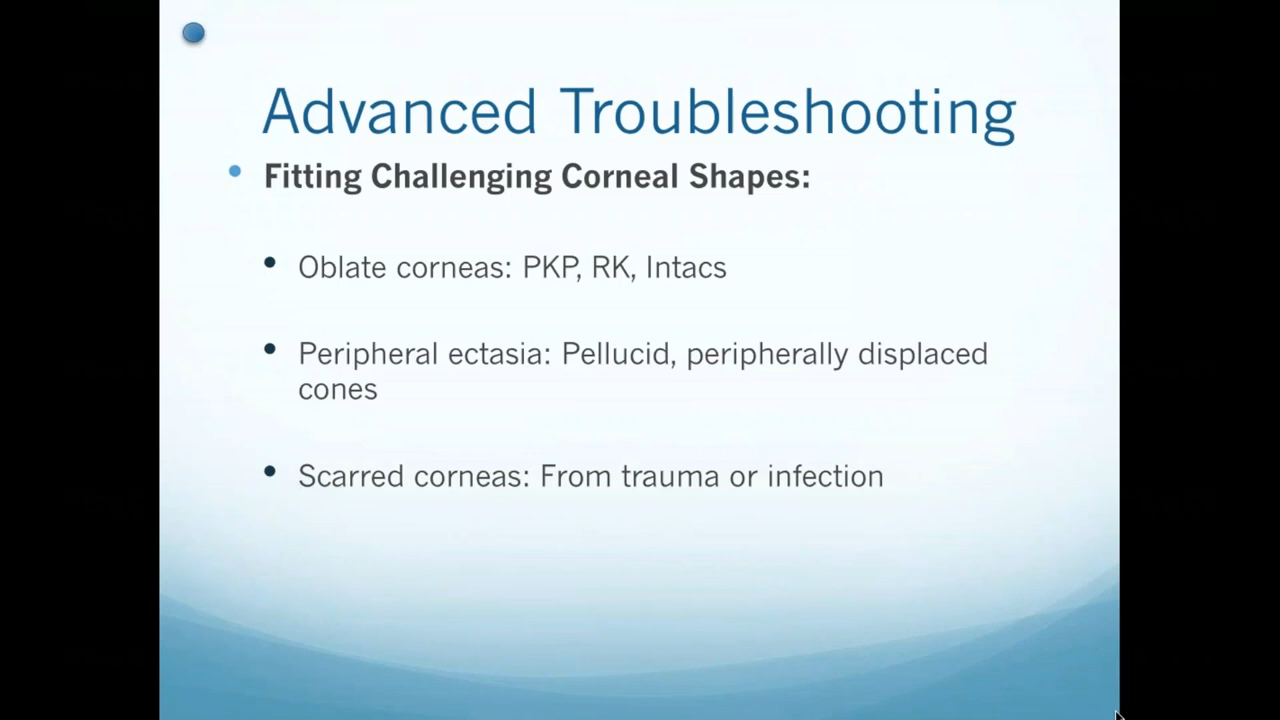 Advanced Troubleshooting
Fitting Challenging Corneal Shapes:
Oblate corneas: PKP, RK, Intacs
Peripheral ectasia: Pellucid, peripherally displaced
cones
Scarred corneas: From trauma or infection